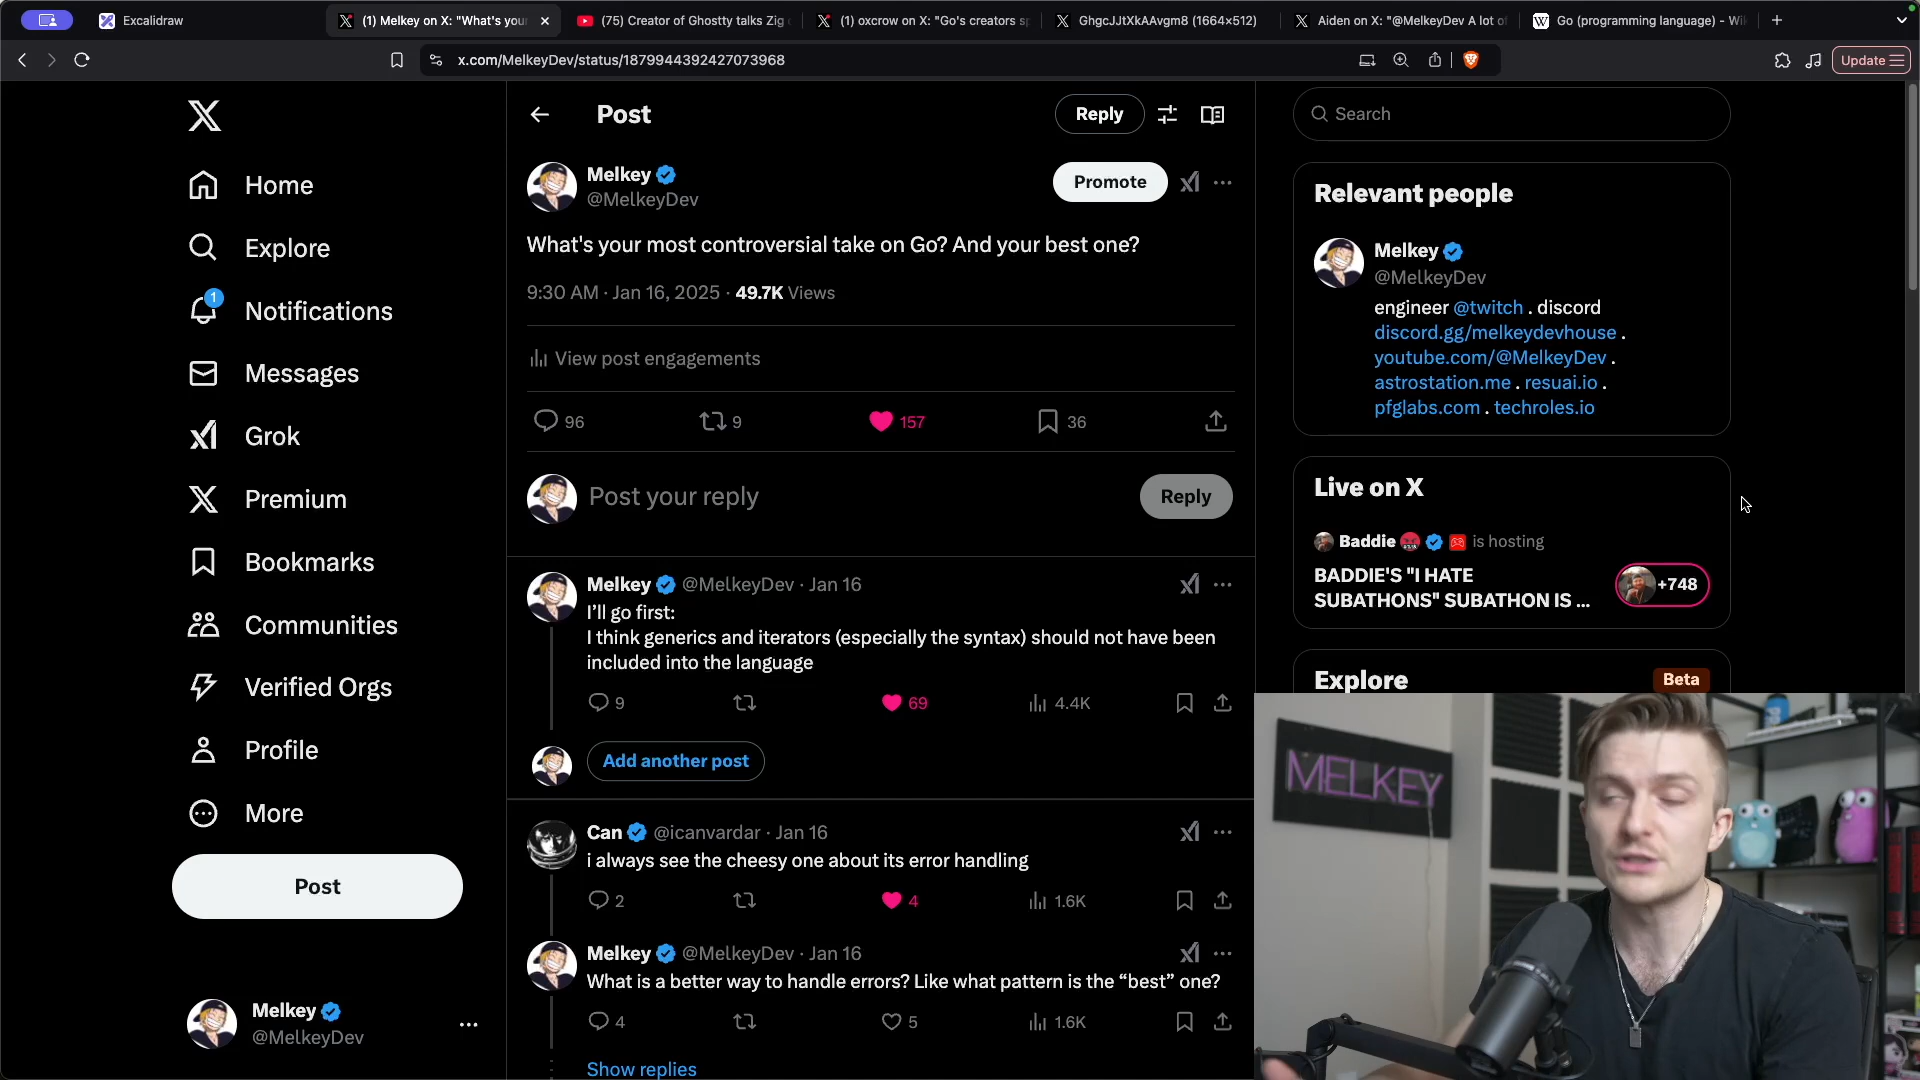 Excalidraw
(1) Melkey on X: "What's your
(75) Creator of Ghostty talks Zig
(1) oxcrow on X: "Go's creators sp
GhgcJJtXkAAvgm8 (1664×512)
Aiden on X: "@MelkeyDev A lot of
Go (programming language) - Wik
x.com/MelkeyDev/status/1879944392427073968
Update
Home
Explore
1
Notifications
Messages
Grok
Premium
Bookmarks
Communities
Verified Orgs
Profile
More
Post
Melkey
@MelkeyDev
Post
Reply
Melkey
@MelkeyDev
Promote
What's your most controversial take on Go? And your best one?
9:30 AM · Jan 16, 2025 · 49.7K Views
View post engagements
96 9 157 36
Post your reply
Reply
Melkey @MelkeyDev · Jan 16
I'll go first:
I think generics and iterators (especially the syntax) should not have been
included into the language
9 69 4.4K
Add another post
Can @icanvardar · Jan 16
i always see the cheesy one about its error handling
2 4 1.6K
Melkey @MelkeyDev · Jan 16
What is a better way to handle errors? Like what pattern is the “best” one?
4 5 1.6K
Show replies
Search
Relevant people
Melkey
@MelkeyDev
engineer @twitch . discord
discord.gg/melkeydevhouse .
youtube.com/@MelkeyDev .
astrostation.me . resuai.io .
pfglabs.com . techroles.io
Live on X
Baddie is hosting
BADDIE'S "I HATE
SUBATHONS" SUBATHON IS ...
+748
Explore
Beta
MELKEY